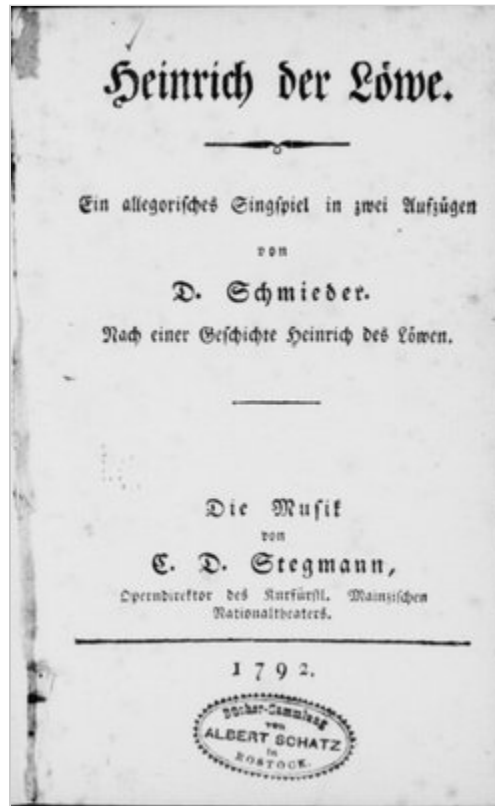 Heinrich der Löwe.
Ein allegorisches Singspiel in zwei Aufzügen
von
D. Schmieder.
Nach einer Geschichte Heinrich des Löwen.
Die Musik
von
C. D. Stegmann,
Operndirektor des Kurfürstl. Mainzischen
Nationaltheaters.
1792.
Bücher-Sammlung
von
ALBERT SCHATZ
in
ROSTOCK.